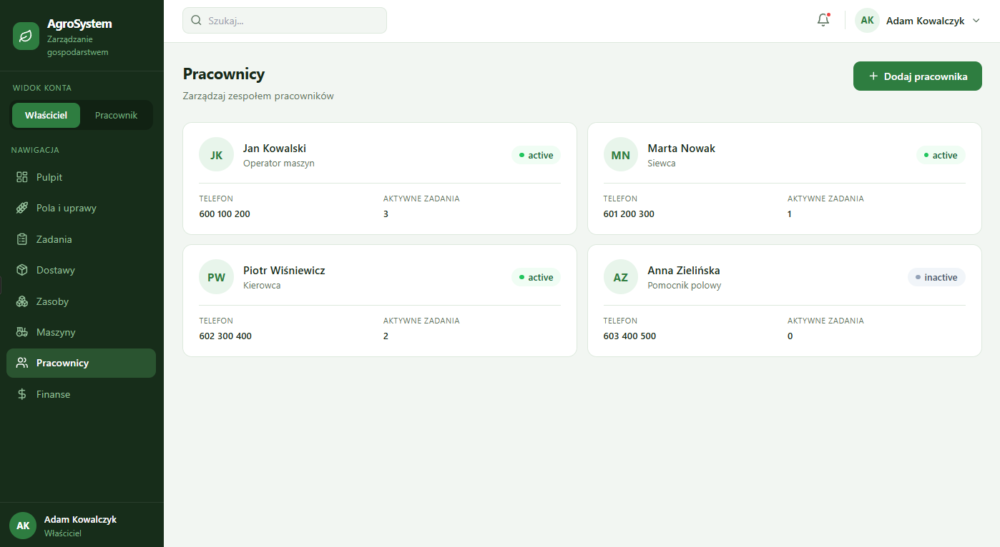 AgroSystem
Zarządzanie
gospodarstwem
WIDOK KONTA
Właściciel
Pracownik
NAWIGACJA
Pulpit
Pola i uprawy
Zadania
Dostawy
Zasoby
Maszyny
Pracownicy
Finanse
AK
Adam Kowalczyk
Właściciel
Szukaj...
AK
Adam Kowalczyk
Pracownicy
Zarządzaj zespołem pracowników
+ Dodaj pracownika
JK
Jan Kowalski
Operator maszyn
active
TELEFON
AKTYWNE ZADANIA
600 100 200
3
MN
Marta Nowak
Siewca
active
TELEFON
AKTYWNE ZADANIA
601 200 300
1
PW
Piotr Wiśniewicz
Kierowca
active
TELEFON
AKTYWNE ZADANIA
602 300 400
2
AZ
Anna Zielińska
Pomocnik polowy
inactive
TELEFON
AKTYWNE ZADANIA
603 400 500
0